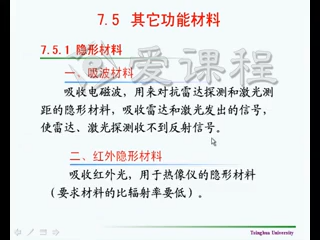 7.5 其它功能材料
爱课程
7.5.1 隐形材料
一、吸波材料
吸收电磁波，用来对抗雷达探测和激光测
距的隐形材料，吸收雷达和激光发出的信号，
使雷达、激光探测收不到反射信号。
二、红外隐形材料
吸收红外光，用于热像仪的隐形材料
（要求材料的比辐射率要低）。
Tsinghua University